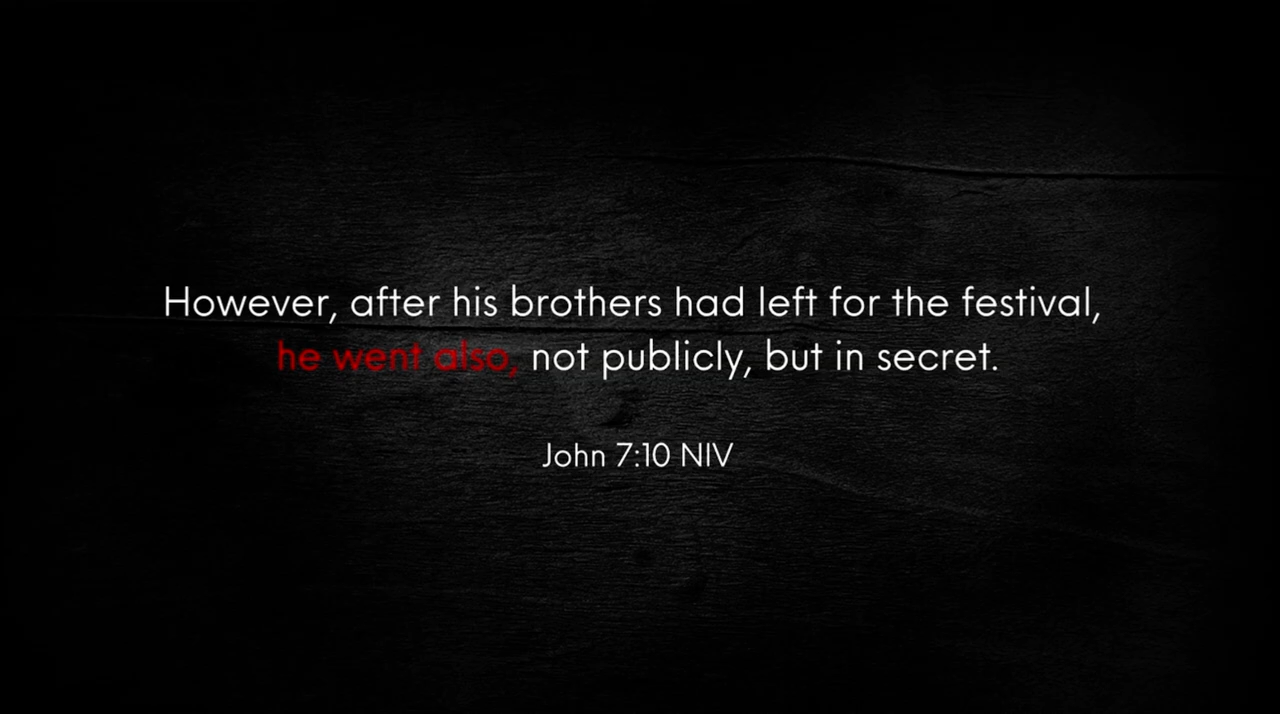 However, after his brothers had left for the festival,
he went also, not publicly, but in secret.
John 7:10 NIV